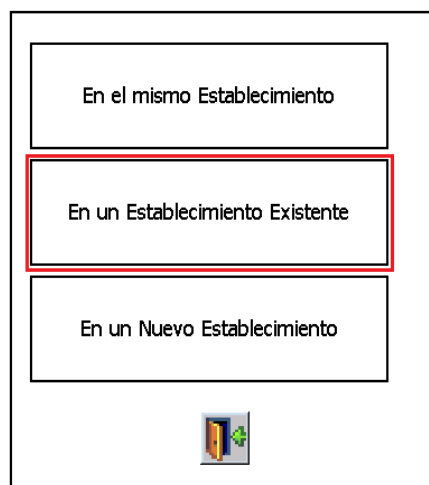 En el mismo Establecimiento
En un Establecimiento Existente
En un Nuevo Establecimiento